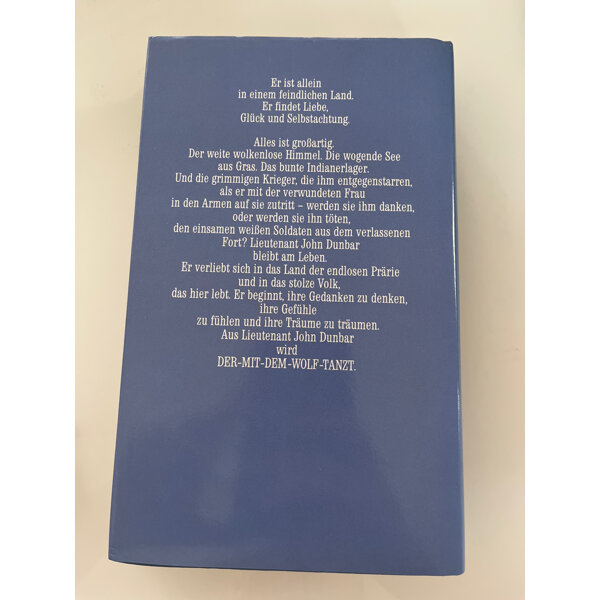 Er ist allein
in einem feindlichen Land.
Er findet Liebe,
Glück und Selbstachtung.
Alles ist großartig.
Der weite wolkenlose Himmel. Die wogende See
aus Gras. Das bunte Indianerlager.
Und die grimmigen Krieger, die ihm entgegenstarren,
als er mit der verwundeten Frau
in den Armen auf sie zutritt – werden sie ihm danken,
oder werden sie ihn töten,
den einsamen weißen Soldaten aus dem verlassenen
Fort? Lieutenant John Dunbar
bleibt am Leben.
Er verliebt sich in das Land der endlosen Prärie
und in das stolze Volk,
das hier lebt. Er beginnt, ihre Gedanken zu denken,
ihre Gefühle
zu fühlen und ihre Träume zu träumen.
Aus Lieutenant John Dunbar
wird
DER-MIT-DEM-WOLF-TANZT.